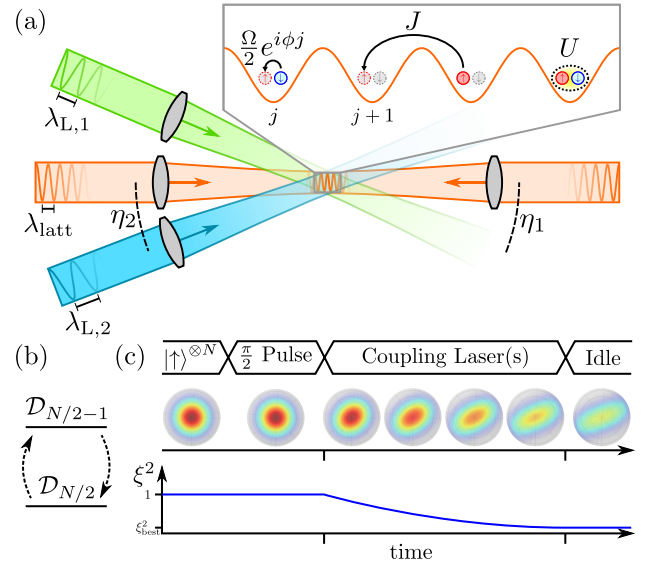 (a)
Ω/2 e^{iϕj}
J
U
j
j + 1
λ_{L,1}
λ_{latt}
η_2
η_1
λ_{L,2}
(b)
D_{N/2−1}
D_{N/2}
(c)
|↑⟩^{⊗N}
π/2 Pulse
Coupling Laser(s)
Idle
ξ^2
1
ξ^2_{best}
time